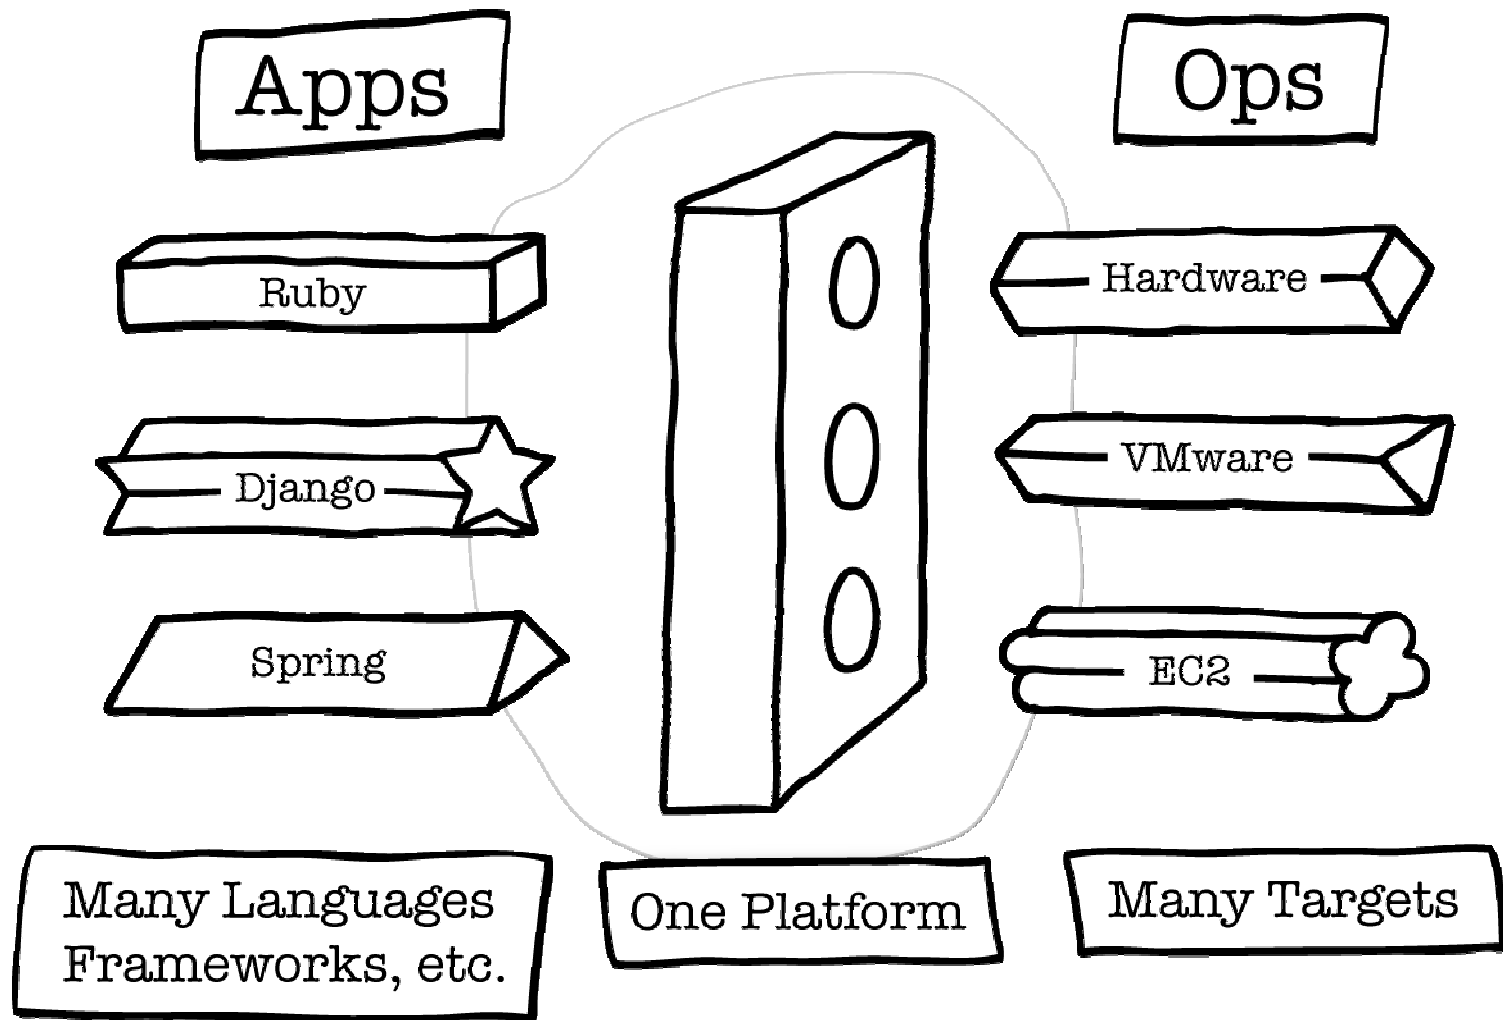 Apps
Ops
Ruby
Hardware
Django
VMware
Spring
EC2
Many Languages
Frameworks, etc.
One Platform
Many Targets